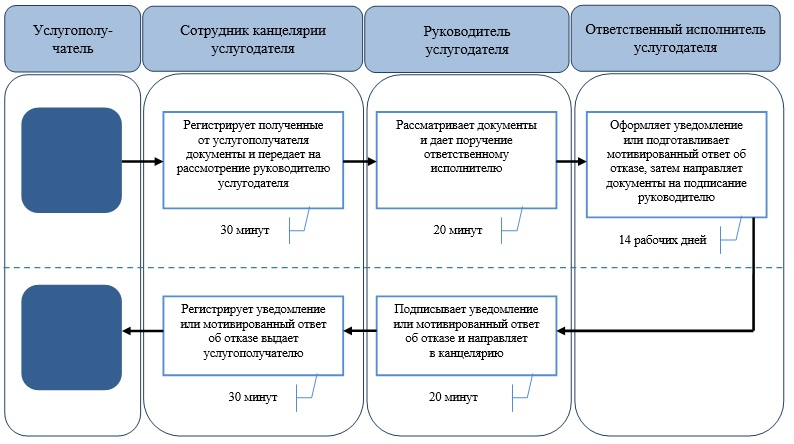 Услугополу-
чатель
Сотрудник канцелярии
услугодателя
Руководитель
услугодателя
Ответственный исполнитель
услугодателя
Регистрирует полученные
от услугополучателя
документы и передает на
рассмотрение руководителю
услугодателя
30 минут
Рассматривает документы
и дает поручение
ответственному
исполнителю
20 минут
Оформляет уведомление
или подготавливает
мотивированный ответ об
отказе, затем направляет
документы на подписание
руководителю
14 рабочих дней
Регистрирует уведомление
или мотивированный ответ
об отказе выдает
услугополучателю
30 минут
Подписывает уведомление
или мотивированный ответ
об отказе и направляет
в канцелярию
20 минут